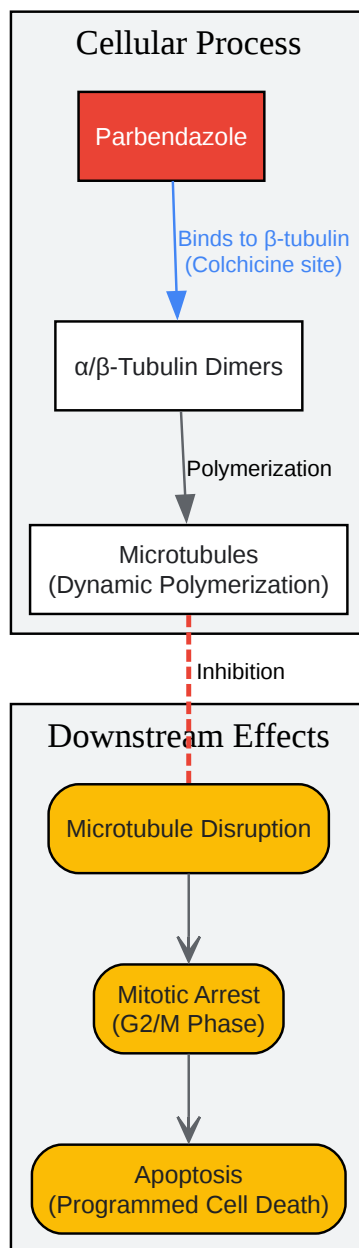 Cellular Process
Parbendazole
Binds to β-tubulin
(Colchicine site)
α/β-Tubulin Dimers
Polymerization
Microtubules
(Dynamic Polymerization)
Inhibition
Downstream Effects
Microtubule Disruption
Mitotic Arrest
(G2/M Phase)
Apoptosis
(Programmed Cell Death)